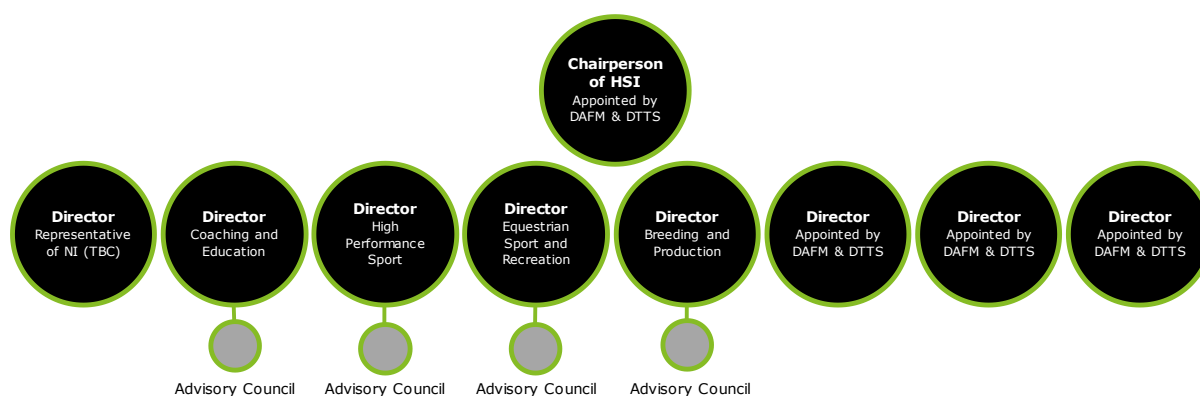 Chairperson
of HSI
Appointed by
DAFM & DTTS
Director
Representative
of NI (TBC)
Director
Coaching and
Education
Director
High
Performance
Sport
Director
Equestrian
Sport and
Recreation
Director
Breeding and
Production
Director
Appointed by
DAFM & DTTS
Director
Appointed by
DAFM & DTTS
Director
Appointed by
DAFM & DTTS
Advisory Council
Advisory Council
Advisory Council
Advisory Council